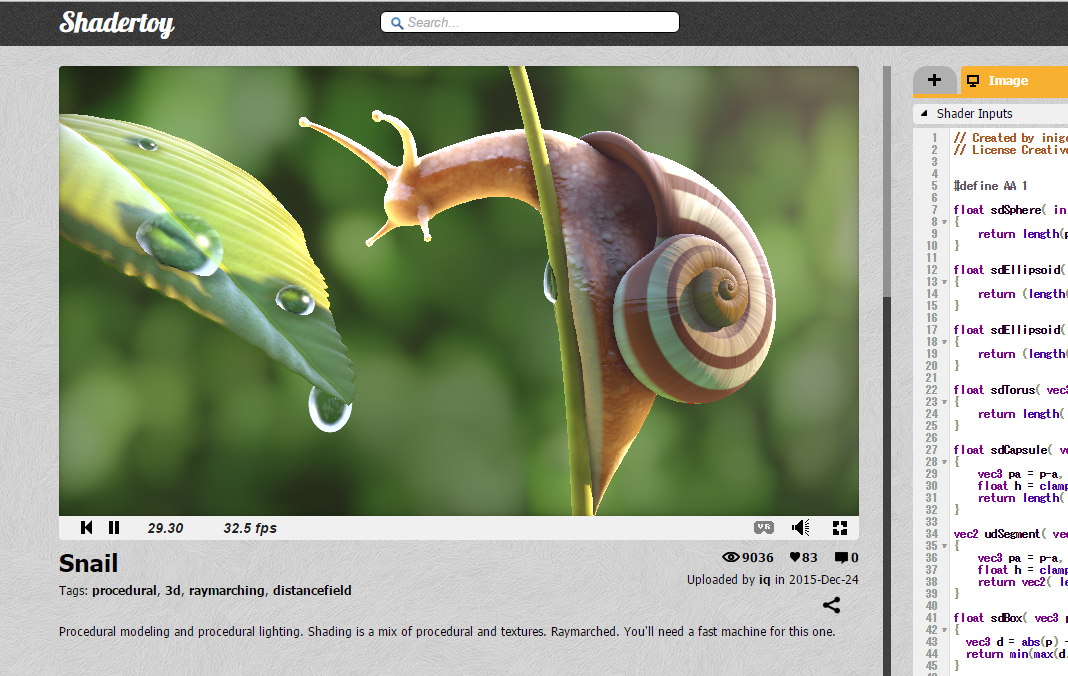 Shadertoy
Search...
29.30 32.5 fps
VR
Snail
9036 83 0
Uploaded by iq in 2015-Dec-24
Tags: procedural, 3d, raymarching, distancefield
Procedural modeling and procedural lighting. Shading is a mix of procedural and textures. Raymarched. You'll need a fast machine for this one.
+ Image
Shader Inputs
1 // Created by inig
2 // License Creativ
3
4
5 #define AA 1
6
7 float sdSphere( in
8 {
9 return length(p
10 }
11
12 float sdEllipsoid(
13 {
14 return (length(
15 }
16
17 float sdEllipsoid(
18 {
19 return (length(
20 }
21
22 float sdTorus( vec3
23 {
24 return length(
25 }
26
27 float sdCapsule( ve
28 {
29 vec3 pa = p-a,
30 float h = clamp
31 return length(
32 }
33
34 vec2 udSegment( vec
35 {
36 vec3 pa = p-a,
37 float h = clamp
38 return vec2( le
39 }
40
41 float sdBox( vec3 p
42 {
43 vec3 d = abs(p) -
44 return min(max(d.
45 }